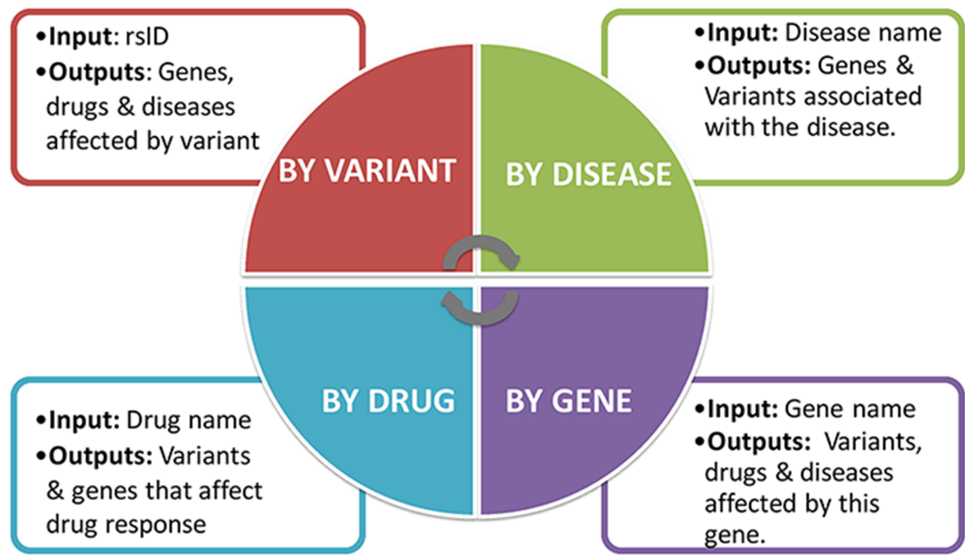 •Input: rsID
•Outputs: Genes,
drugs & diseases
affected by variant
•Input: Disease name
•Outputs: Genes &
Variants associated
with the disease.
BY VARIANT
BY DISEASE
BY DRUG
BY GENE
•Input: Drug name
•Outputs: Variants
& genes that affect
drug response
•Input: Gene name
•Outputs: Variants,
drugs & diseases
affected by this
gene.